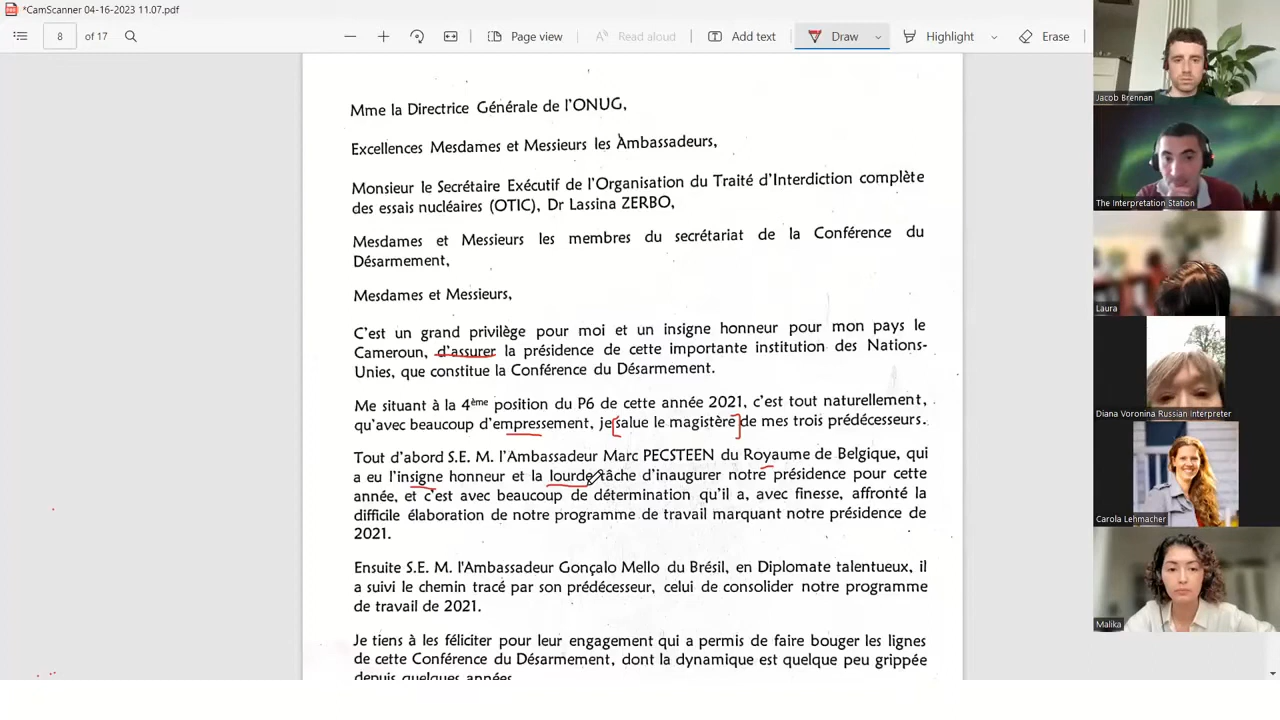 *CamScanner 04-16-2023 11.07.pdf
8 of 17 Page view Read aloud Add text Draw Highlight Erase
Mme la Directrice Générale de l'ONUG,
Excellences Mesdames et Messieurs les Ambassadeurs,
Monsieur le Secrétaire Exécutif de l'Organisation du Traité d'Interdiction complète
des essais nucléaires (OTIC), Dr Lassina ZERBO,
Mesdames et Messieurs les membres du secrétariat de la Conférence du
Désarmement,
Mesdames et Messieurs,
C'est un grand privilège pour moi et un insigne honneur pour mon pays le
Cameroun, d'assurer la présidence de cette importante institution des Nations-
Unies, que constitue la Conférence du Désarmement.
Me situant à la 4ème position du P6 de cette année 2021, c'est tout naturellement,
qu'avec beaucoup d'empressement, je salue le magistère de mes trois prédécesseurs.
Tout d'abord S.E. M. l'Ambassadeur Marc PECSTEEN du Royaume de Belgique, qui
a eu l'insigne honneur et la lourde tâche d'inaugurer notre présidence pour cette
année, et c'est avec beaucoup de détermination qu'il a, avec finesse, affronté la
difficile élaboration de notre programme de travail marquant notre présidence de
2021.
Ensuite S.E. M. l'Ambassadeur Gonçalo Mello du Brésil, en Diplomate talentueux, il
a suivi le chemin tracé par son prédécesseur, celui de consolider notre programme
de travail de 2021.
Je tiens à les féliciter pour leur engagement qui a permis de faire bouger les lignes
de cette Conférence du Désarmement, dont la dynamique est quelque peu grippée
depuis quelques années
Jacob Brennan
The Interpretation Station
Laura
Diana Voronina Russian Interpreter
Carola Lehmacher
Malika